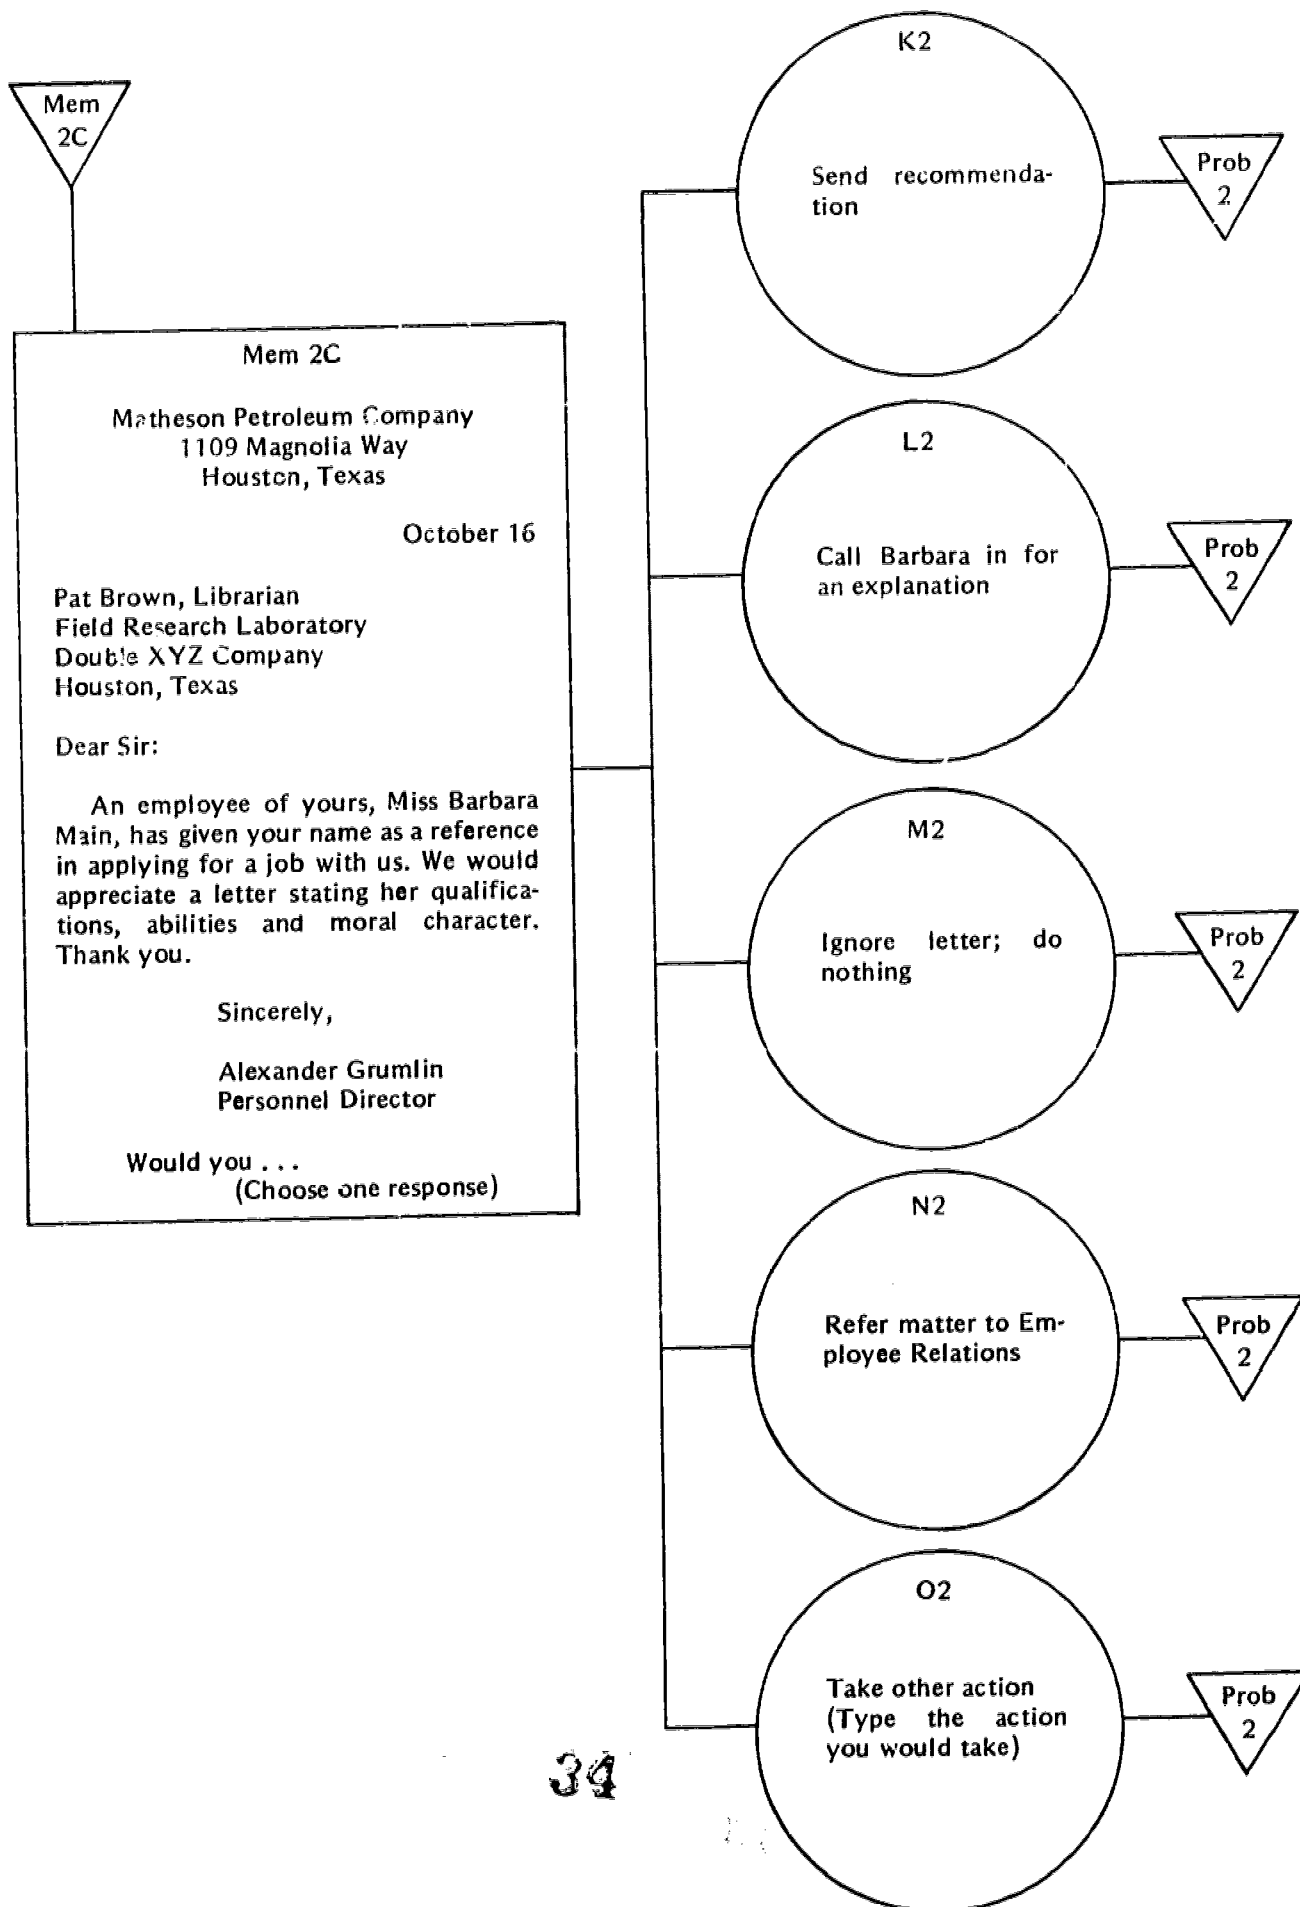 Mem
2C
Mem 2C
Matheson Petroleum Company
1109 Magnolia Way
Houston, Texas
October 16
Pat Brown, Librarian
Field Research Laboratory
Double XYZ Company
Houston, Texas
Dear Sir:
An employee of yours, Miss Barbara
Main, has given your name as a reference
in applying for a job with us. We would
appreciate a letter stating her qualifica-
tions, abilities and moral character.
Thank you.
Sincerely,
Alexander Grumlin
Personnel Director
Would you . . .
(Choose one response)
K2
Send recommenda-
tion
Prob
2
L2
Call Barbara in for
an explanation
Prob
2
M2
Ignore letter; do
nothing
Prob
2
N2
Refer matter to Em-
ployee Relations
Prob
2
O2
Take other action
(Type the action
you would take)
Prob
2